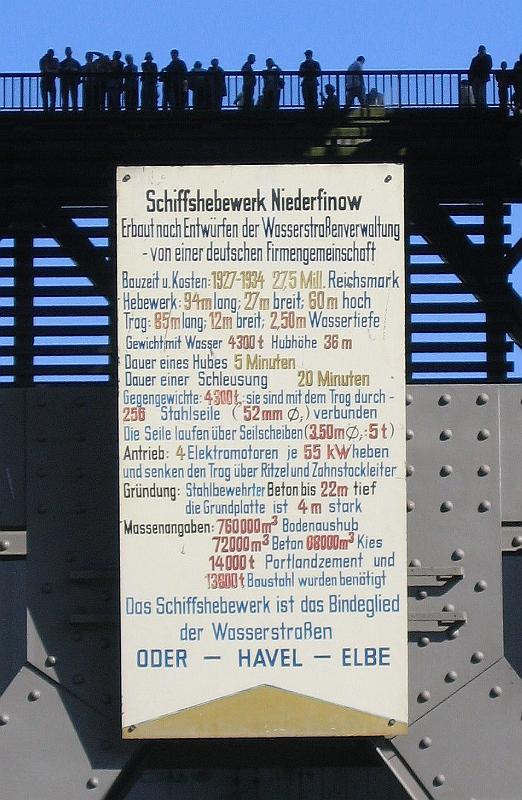 Schiffshebewerk Niederfinow
Erbaut nach Entwürfen der Wasserstraßenverwaltung
- von einer deutschen Firmengemeinschaft
Bauzeit u. Kosten: 1927-1934 27,5 Mill. Reichsmark
Hebewerk: 94m lang; 27m breit; 60m hoch
Trog: 85m lang; 12m breit; 2,50m Wassertiefe
Gewicht mit Wasser 4300t Hubhöhe 36m
Dauer eines Hubes 5 Minuten
Dauer einer Schleusung 20 Minuten
Gegengewichte: 4300t; sie sind mit dem Trog durch -
256 Stahlseile (52mm ∅) verbunden
Die Seile laufen über Seilscheiben (3,50m ∅; 5t)
Antrieb: 4 Elektromotoren je 55 kW heben
und senken den Trog über Ritzel und Zahnstockleiter
Gründung: Stahlbewehrter Beton bis 22m tief
die Grundplatte ist 4m stark
Massenangaben: 760000m³ Bodenaushub
72000m³ Beton 68000m³ Kies
14000t Portlandzement und
13800t Baustahl wurden benötigt
Das Schiffshebewerk ist das Bindeglied
der Wasserstraßen
ODER — HAVEL — ELBE